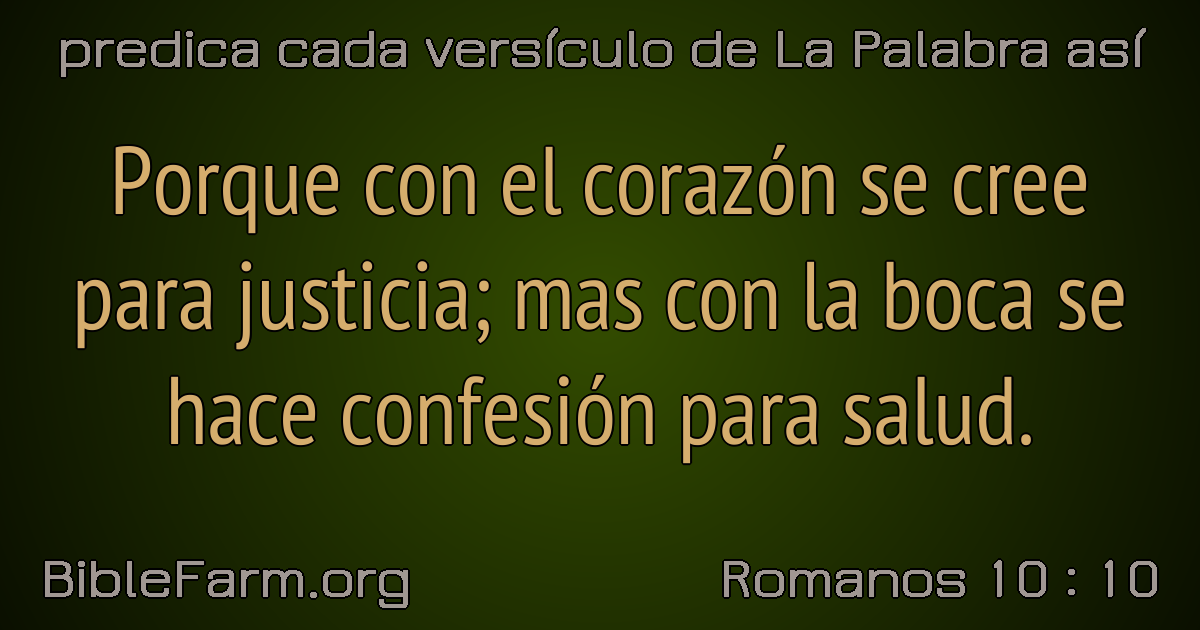 predica cada versículo de La Palabra así
Porque con el corazón se cree
para justicia; mas con la boca se
hace confesión para salud.
BibleFarm.org
Romanos 10 : 10